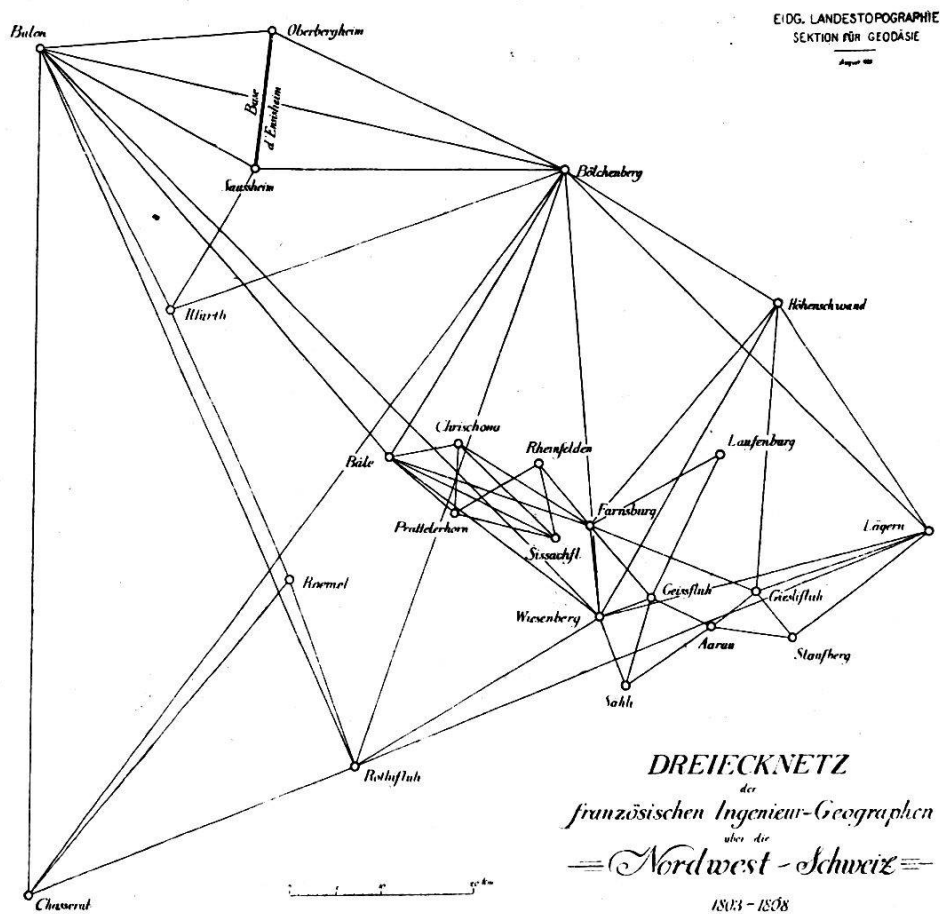 EIDG. LANDESTOPOGRAPHIE
SEKTION FÜR GEODÄSIE
Balon
Oberbergheim
Base
d'Ensisheim
Sausheim
Bölchenberg
Illfurth
Höhenschwand
Chrischona
Rheinfelden
Laufenburg
Bâle
Prattelerhorn
Farnsburg
Sissachfl.
Lägern
Roemel
Wiesenberg
Geissfluh
Gislifluh
Aarau
Staufberg
Sahli
Rothifluh
Chasseral
DREIECKNETZ
der
französischen Ingenieur-Geographen
über die
Nordwest-Schweiz
1803-1808